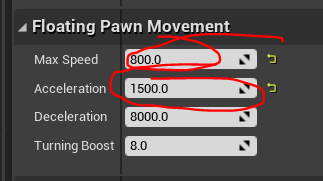 Floating Pawn Movement
Max Speed 800.0
Acceleration 1500.0
Deceleration 8000.0
Turning Boost 8.0